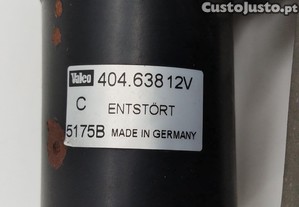 CustoJusto.pt
Valeo 404.638 12V
C ENTSTÖRT
5175B MADE IN GERMANY